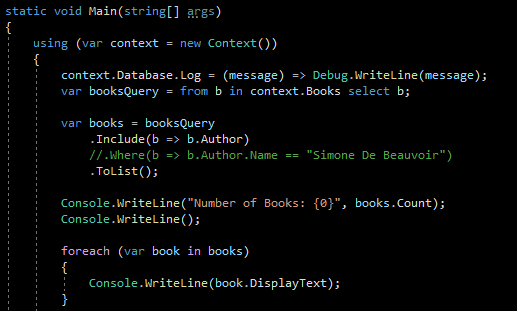 static void Main(string[] args)
{
using (var context = new Context())
{
context.Database.Log = (message) => Debug.WriteLine(message);
var booksQuery = from b in context.Books select b;
var books = booksQuery
.Include(b => b.Author)
//.Where(b => b.Author.Name == "Simone De Beauvoir")
.ToList();
Console.WriteLine("Number of Books: {0}", books.Count);
Console.WriteLine();
foreach (var book in books)
{
Console.WriteLine(book.DisplayText);
}